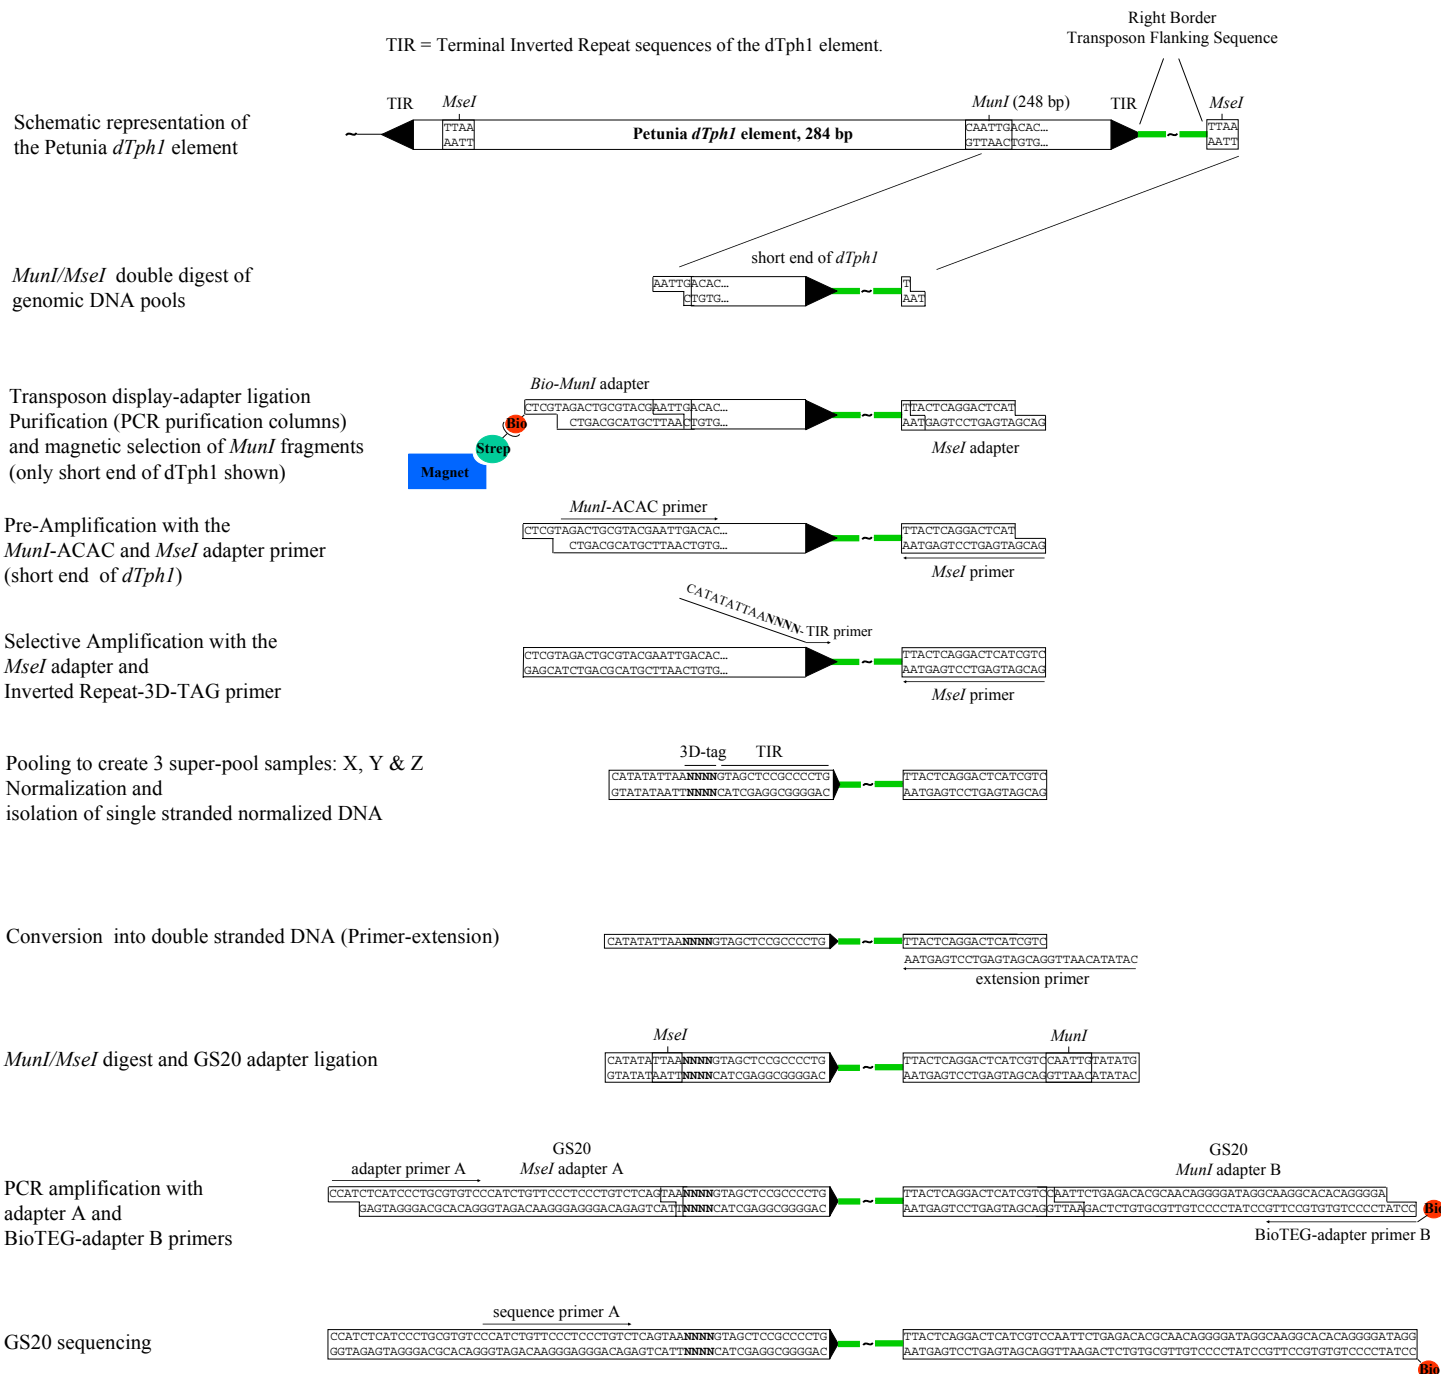 Right Border
Transposon Flanking Sequence
TIR = Terminal Inverted Repeat sequences of the dTph1 element.
TIR
MseI
MunI (248 bp)
TIR
MseI
Schematic representation of
the Petunia dTph1 element
~
TTAA
AATT
Petunia dTph1 element, 284 bp
CAATTGACAC...
GTTAACTGTG...
~
TTAA
AATT
MunI/MseI double digest of
genomic DNA pools
short end of dTph1
AATTGACAC...
CTGTG...
~
T
AAT
Transposon display-adapter ligation
Purification (PCR purification columns)
and magnetic selection of MunI fragments
(only short end of dTph1 shown)
Bio-MunI adapter
Bio
Strep
Magnet
CTCGTAGACTGCGTACGAATTGACAC...
CTGACGCATGCTTAACTGTG...
~
TTACTCAGGACTCAT
AATGAGTCCTGAGTAGCAG
MseI adapter
Pre-Amplification with the
MunI-ACAC and MseI adapter primer
(short end of dTph1)
MunI-ACAC primer
CTCGTAGACTGCGTACGAATTGACAC...
CTGACGCATGCTTAACTGTG...
~
TTACTCAGGACTCAT
AATGAGTCCTGAGTAGCAG
MseI primer
Selective Amplification with the
MseI adapter and
Inverted Repeat-3D-TAG primer
CATATATTAANNNN-TIR primer
CTCGTAGACTGCGTACGAATTGACAC...
GAGCATCTGACGCATGCTTAACTGTG...
~
TTACTCAGGACTCATCGTC
AATGAGTCCTGAGTAGCAG
MseI primer
Pooling to create 3 super-pool samples: X, Y & Z
Normalization and
isolation of single stranded normalized DNA
3D-tag
TIR
CATATATTAANNNNGTAGCTCCGCCCCTG
GTATATAATTNNNNCATCGAGGCGGGGAC
~
TTACTCAGGACTCATCGTC
AATGAGTCCTGAGTAGCAG
Conversion into double stranded DNA (Primer-extension)
CATATATTAANNNNGTAGCTCCGCCCCTG
~
TTACTCAGGACTCATCGTC
AATGAGTCCTGAGTAGCAGGTTAACATATAC
extension primer
MunI/MseI digest and GS20 adapter ligation
MseI
MunI
CATATATTAANNNNGTAGCTCCGCCCCTG
GTATATAATTNNNNCATCGAGGCGGGGAC
~
TTACTCAGGACTCATCGTCCAATTGTATATG
AATGAGTCCTGAGTAGCAGGTTAACATATAC
PCR amplification with
adapter A and
BioTEG-adapter B primers
adapter primer A
GS20
MseI adapter A
GS20
MunI adapter B
CCATCTCATCCCTGCGTGTCCCATCTGTTCCCTCCCTGTCTCAGTAANNNNGTAGCTCCGCCCCTG
GAGTAGGGACGCACAGGGTAGACAAGGGAGGGACAGAGTCATTNNNNCATCGAGGCGGGGAC
~
TTACTCAGGACTCATCGTCCAATTCTGAGACACGCAACAGGGGATAGGCAAGGCACACAGGGGA
AATGAGTCCTGAGTAGCAGGTTAAGACTCTGTGCGTTGTCCCCTATCCGTTCCGTGTGTCCCCTATCC
Bio
BioTEG-adapter primer B
GS20 sequencing
sequence primer A
CCATCTCATCCCTGCGTGTCCCATCTGTTCCCTCCCTGTCTCAGTAANNNNGTAGCTCCGCCCCTG
GGTAGAGTAGGGACGCACAGGGTAGACAAGGGAGGGACAGAGTCATTNNNNCATCGAGGCGGGGAC
~
TTACTCAGGACTCATCGTCCAATTCTGAGACACGCAACAGGGGATAGGCAAGGCACACAGGGGATAGG
AATGAGTCCTGAGTAGCAGGTTAAGACTCTGTGCGTTGTCCCCTATCCGTTCCGTGTGTCCCCTATCC
Bio